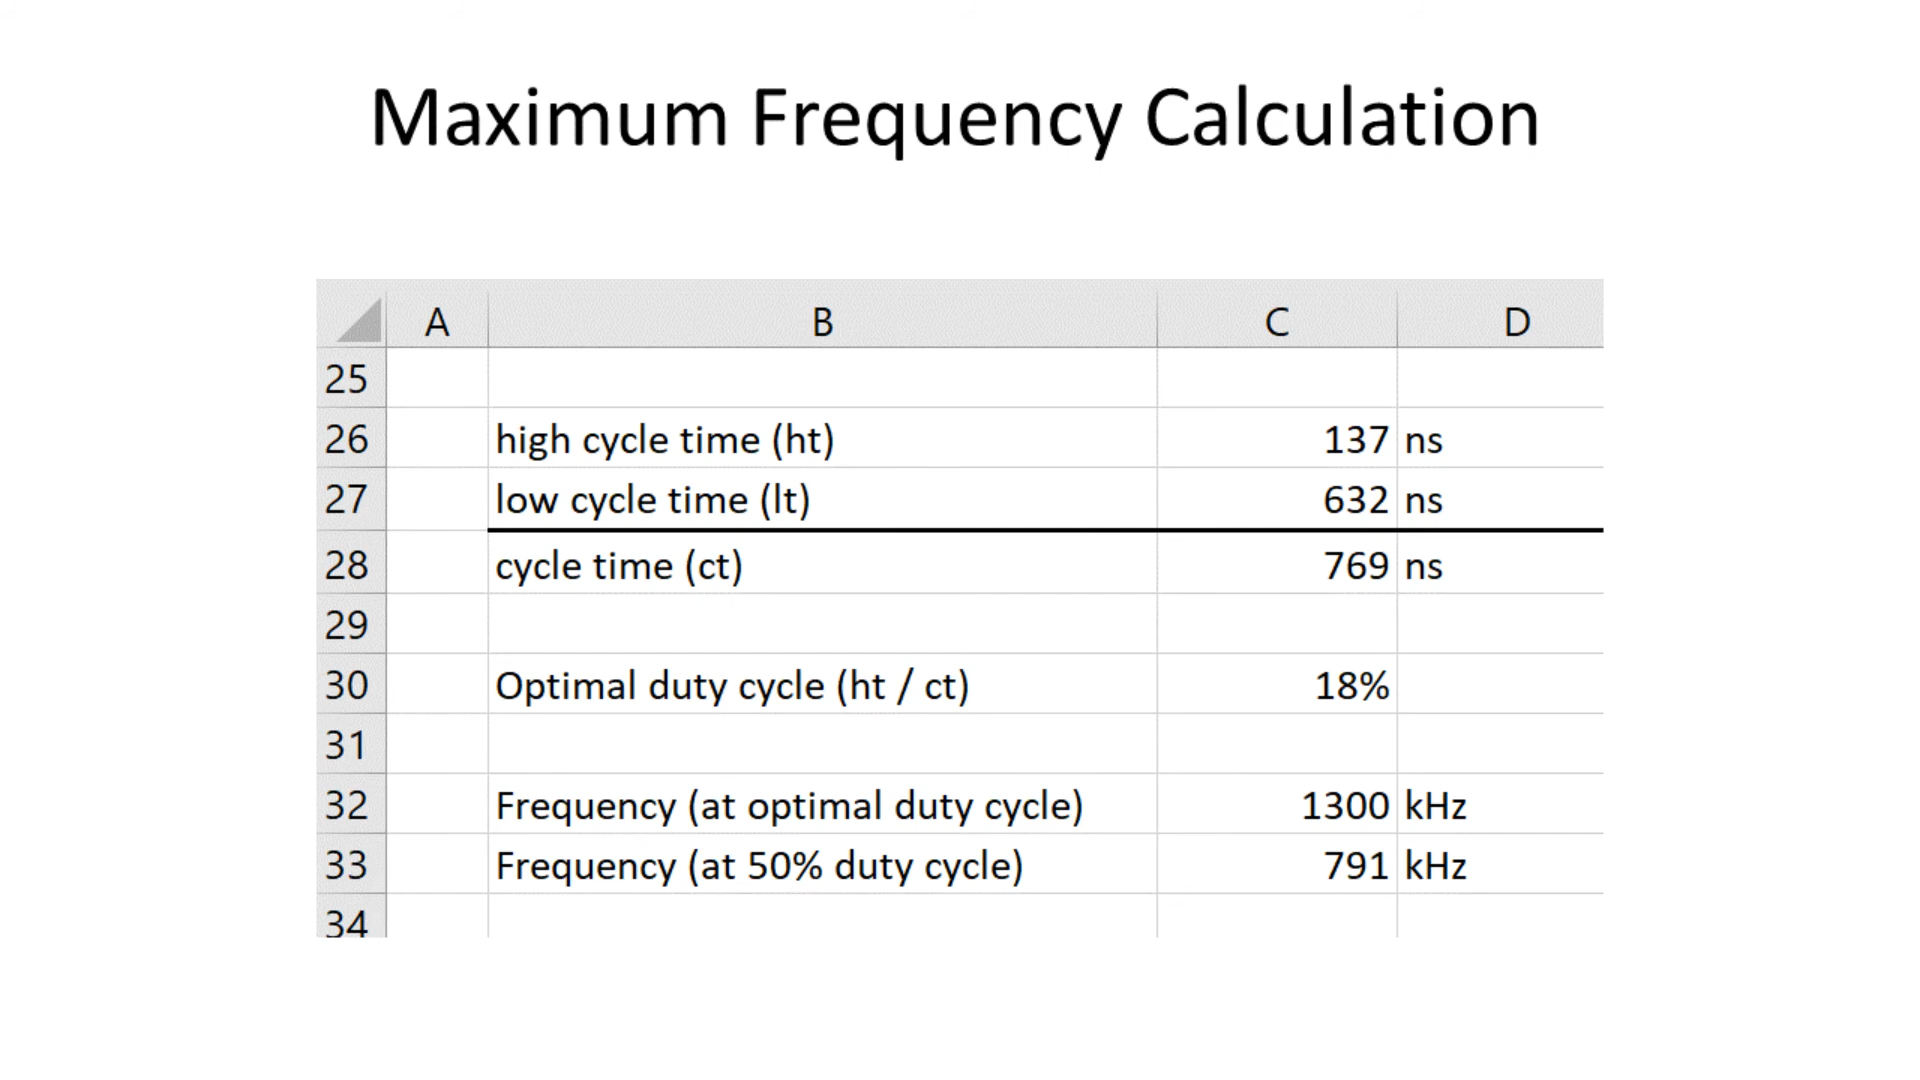 Maximum Frequency Calculation
A B C D
25
26 high cycle time (ht) 137 ns
27 low cycle time (lt) 632 ns
28 cycle time (ct) 769 ns
29
30 Optimal duty cycle (ht / ct) 18%
31
32 Frequency (at optimal duty cycle) 1300 kHz
33 Frequency (at 50% duty cycle) 791 kHz
34